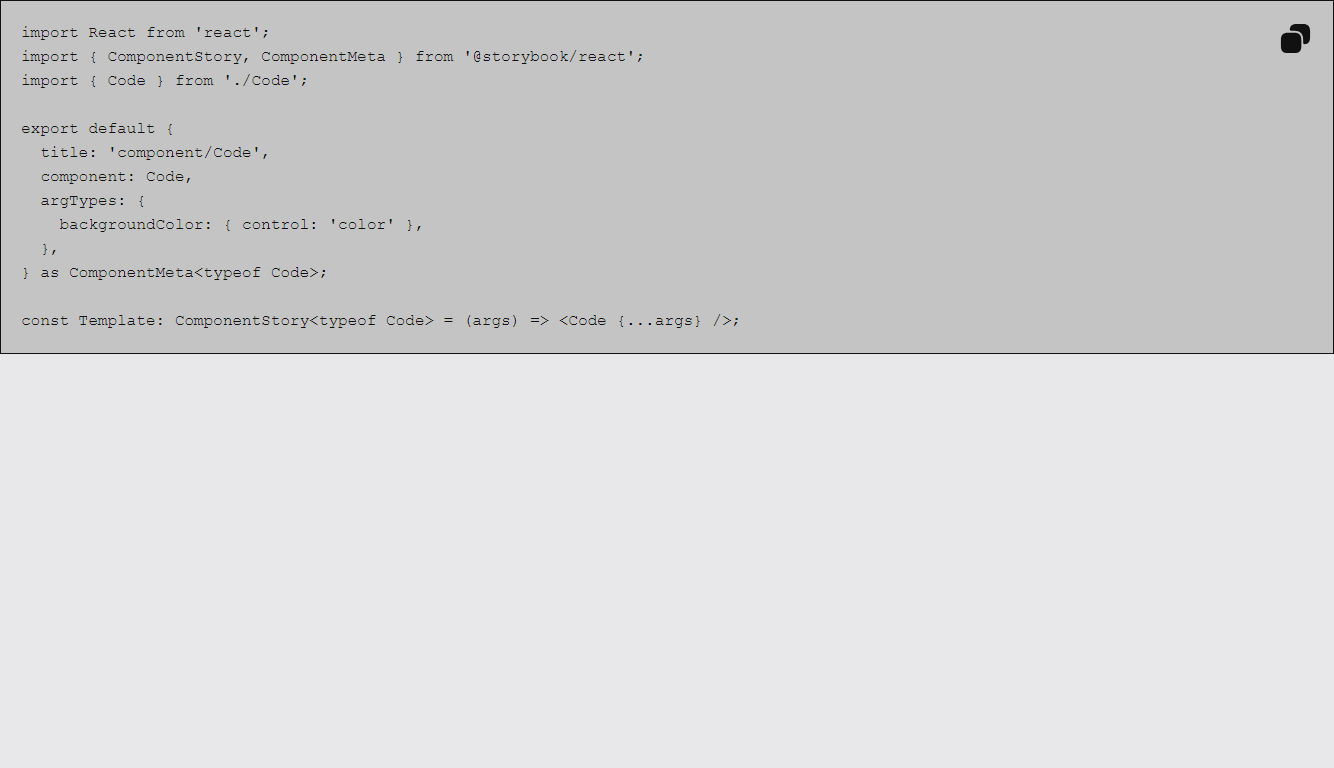 import React from 'react';
import { ComponentStory, ComponentMeta } from '@storybook/react';
import { Code } from './Code';

export default {
  title: 'component/Code',
  component: Code,
  argTypes: {
    backgroundColor: { control: 'color' },
  },
} as ComponentMeta<typeof Code>;

const Template: ComponentStory<typeof Code> = (args) => <Code {...args} />;